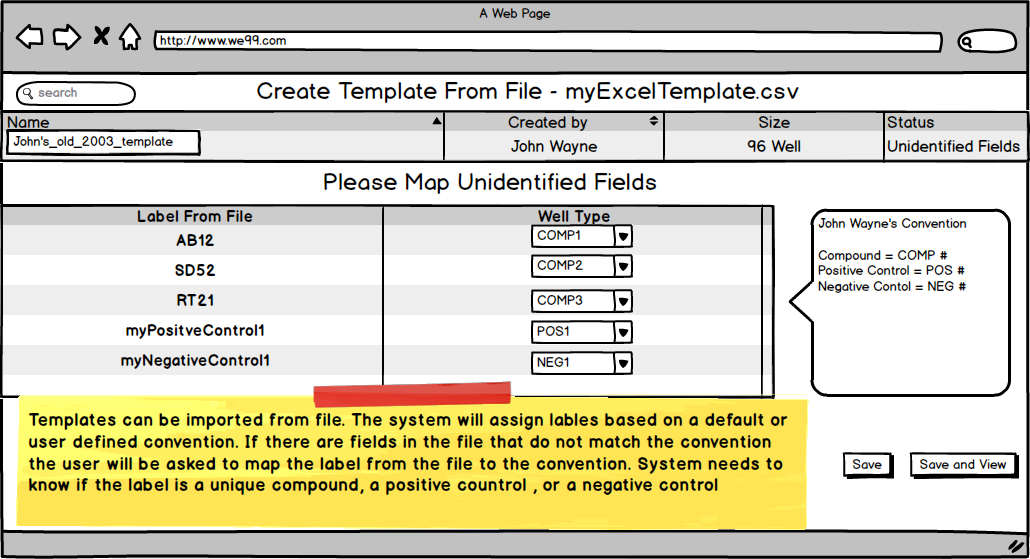 A Web Page
http://www.we99.com
search
Create Template From File - myExcelTemplate.csv
Name
Created by
Size
Status
John's_old_2003_template
John Wayne
96 Well
Unidentified Fields
Please Map Unidentified Fields
Label From File
Well Type
AB12
COMP1
SD52
COMP2
RT21
COMP3
myPositveControl1
POS1
myNegativeControl1
NEG1
John Wayne's Convention
Compound = COMP #
Positive Control = POS #
Negative Contol = NEG #
Templates can be imported from file. The system will assign lables based on a default or
user defined convention. If there are fields in the file that do not match the convention
the user will be asked to map the label from the file to the convention. System needs to
know if the label is a unique compound, a positive countrol , or a negative control
Save
Save and View